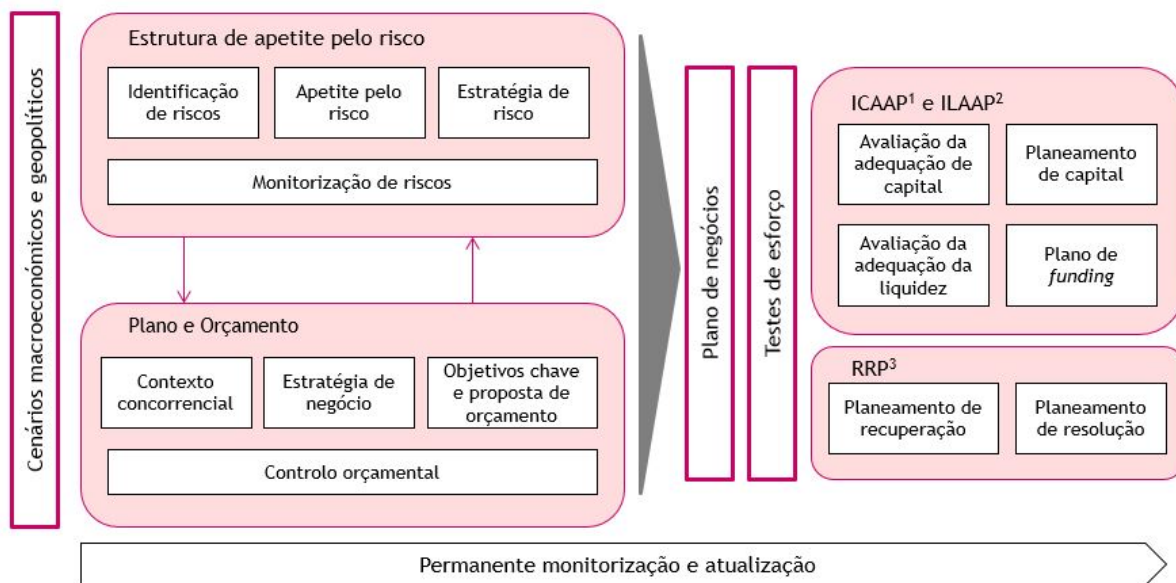 Cenários macroeconómicos e geopolíticos
Estrutura de apetite pelo risco
Identificação
de riscos
Apetite pelo
risco
Estratégia de
risco
Monitorização de riscos
Plano e Orçamento
Contexto
concorrencial
Estratégia de
negócio
Objetivos chave
e proposta de
orçamento
Controlo orçamental
Plano de negócios
Testes de esforço
ICAAP¹ e ILAAP²
Avaliação da
adequação de
capital
Planeamento
de capital
Avaliação da
adequação da
liquidez
Plano de
funding
RRP³
Planeamento de
recuperação
Planeamento
de resolução
Permanente monitorização e atualização